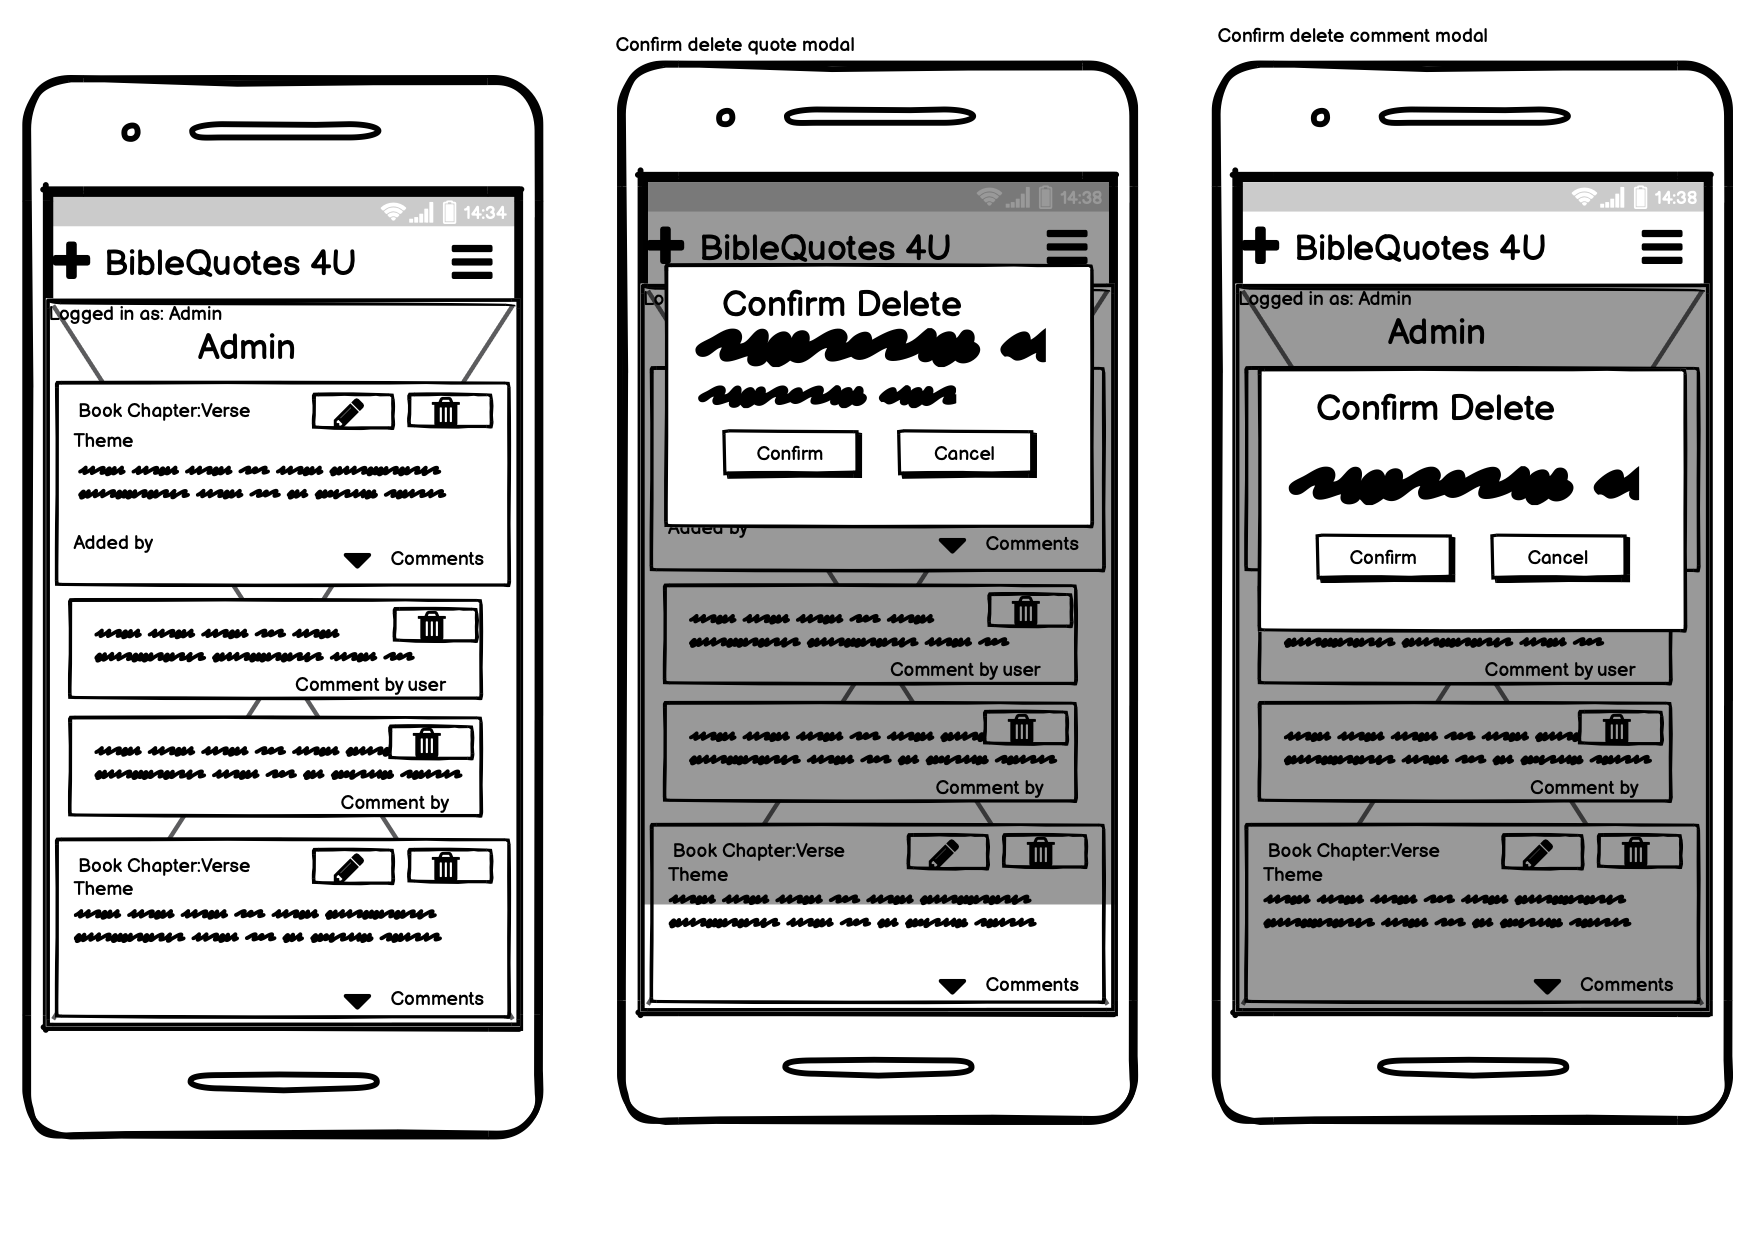 Confirm delete quote modal
Confirm delete comment modal
14:34
BibleQuotes 4U
Logged in as: Admin
Admin
Book Chapter:Verse
Theme
Added by
Comments
Comment by user
Comment by
Book Chapter:Verse
Theme
Comments
14:38
BibleQuotes 4U
Lo
Confirm Delete
Confirm
Cancel
Added by
Comments
Comment by user
Comment by
Book Chapter:Verse
Theme
Comments
14:38
BibleQuotes 4U
Logged in as: Admin
Admin
Confirm Delete
Confirm
Cancel
Comment by user
Comment by
Book Chapter:Verse
Theme
Comments